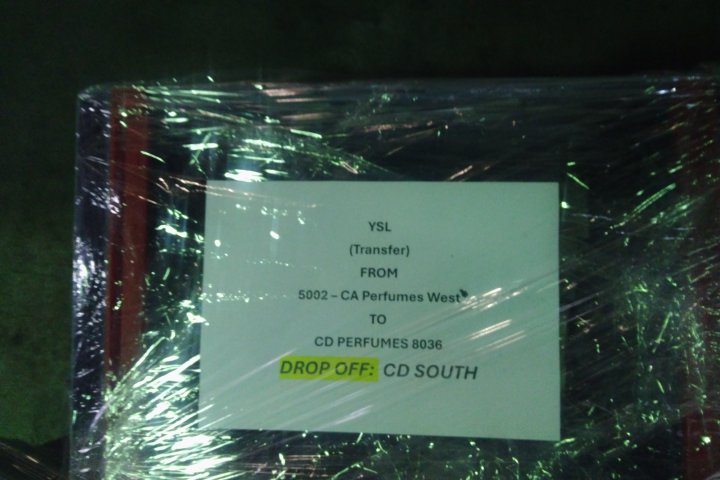 YSL
(Transfer)
FROM
5002 – CA Perfumes West
TO
CD PERFUMES 8036
DROP OFF: CD SOUTH